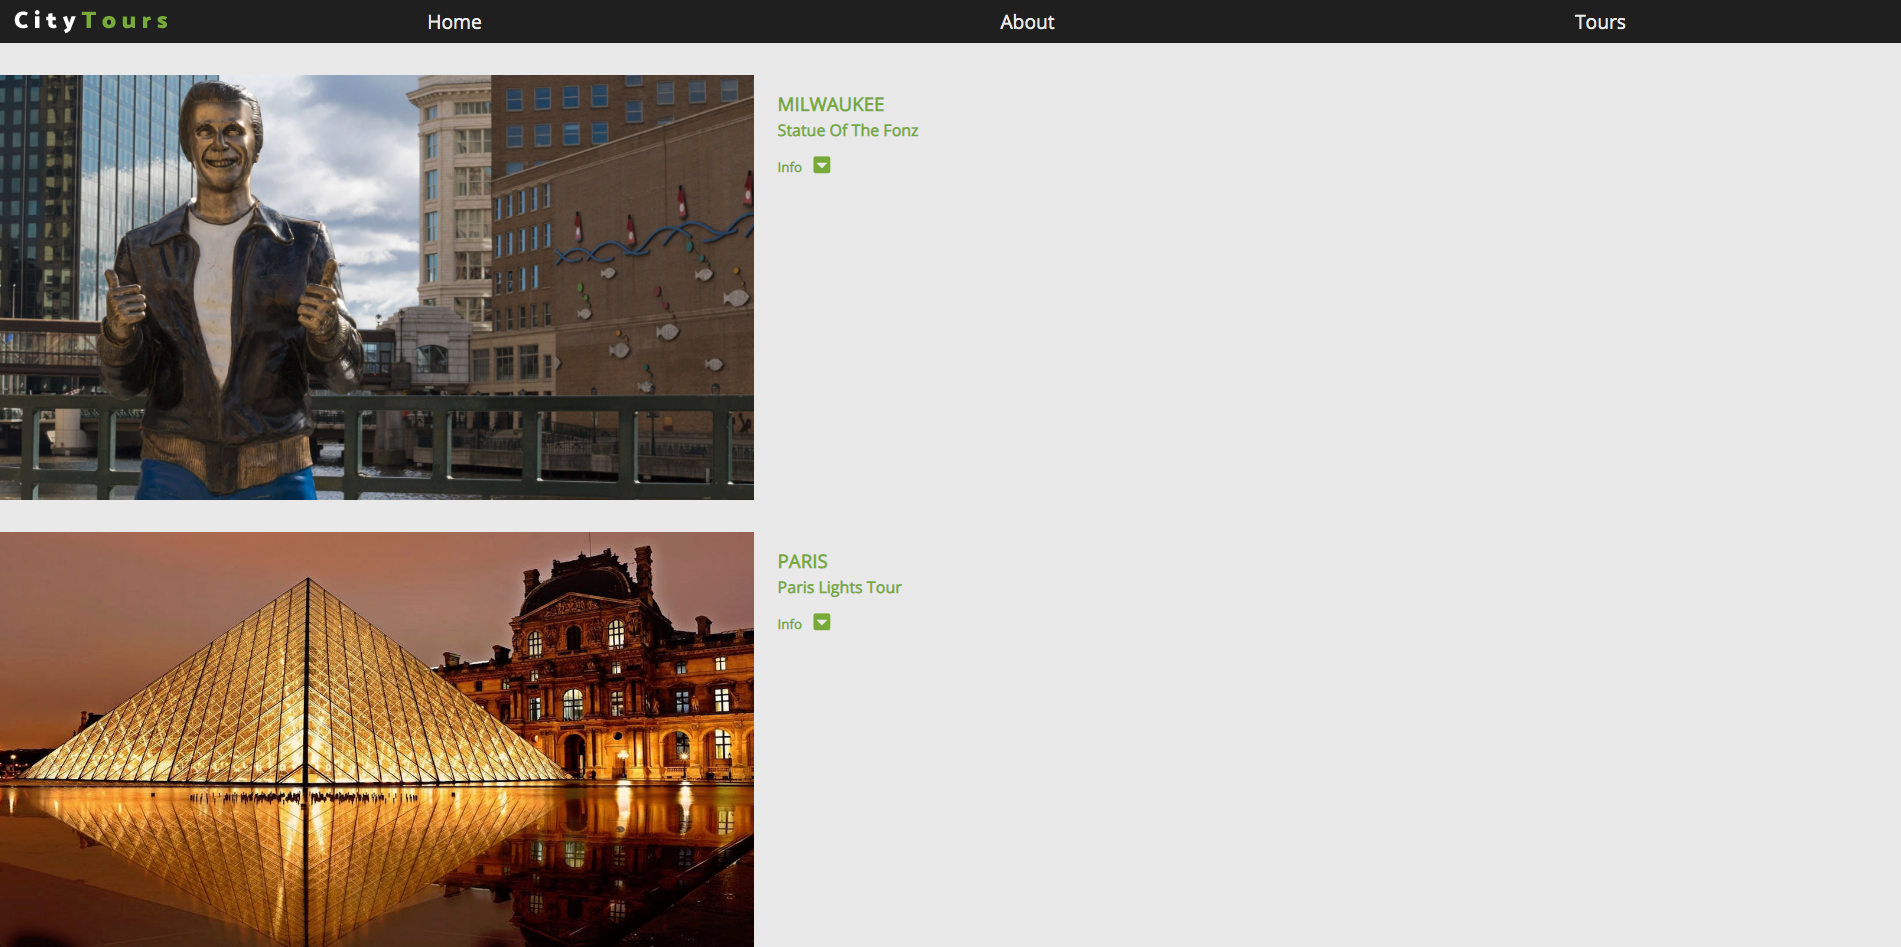 CityTours Home About Tours
MILWAUKEE
Statue Of The Fonz
Info
PARIS
Paris Lights Tour
Info